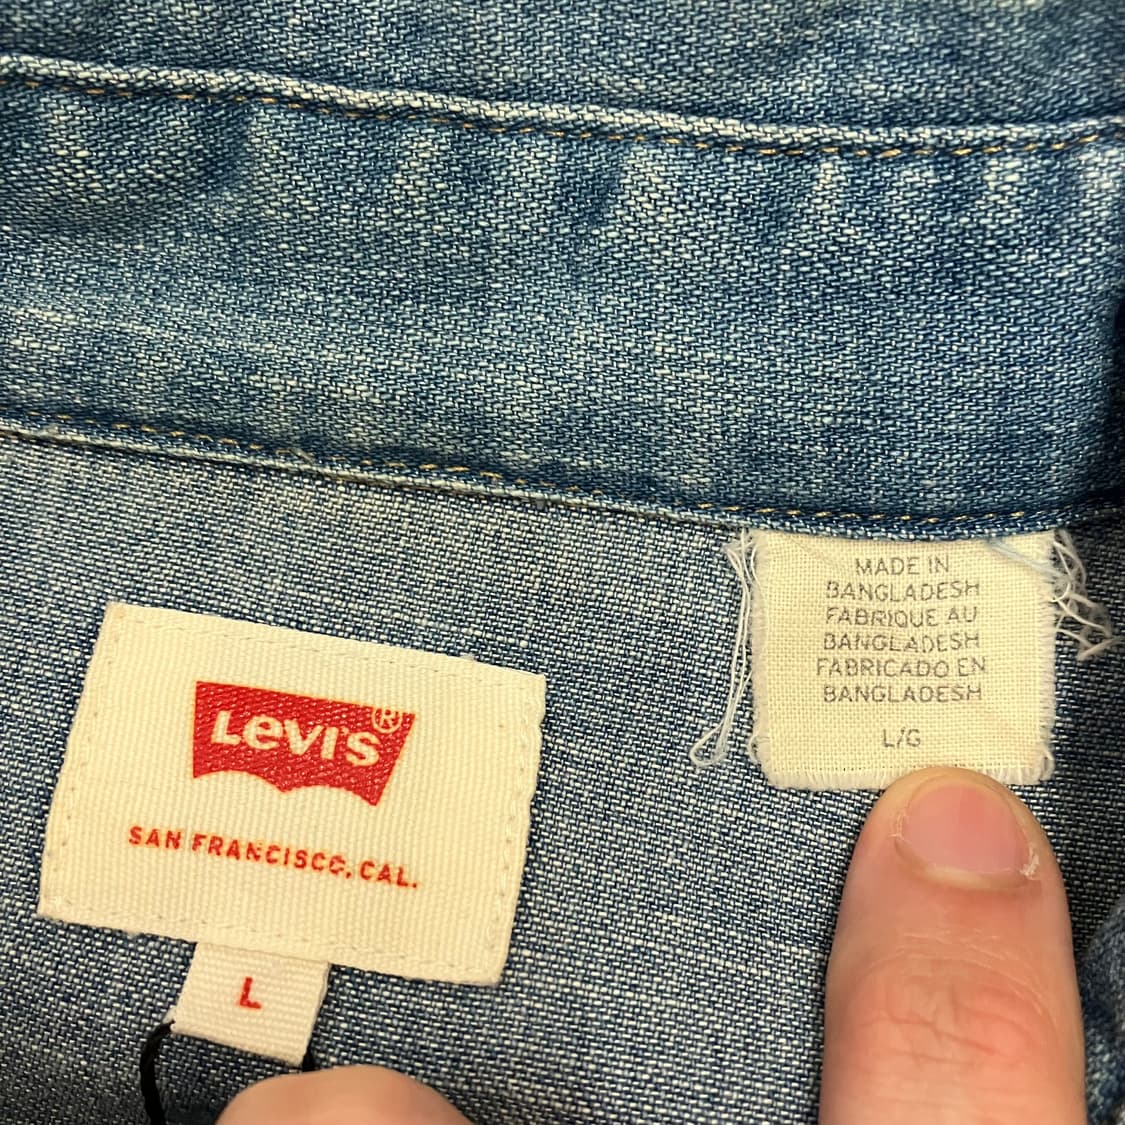 LEVI'S®
SAN FRANCISCO, CAL.
L
MADE IN
BANGLADESH
FABRIQUE AU
BANGLADESH
FABRICADO EN
BANGLADESH
L/G